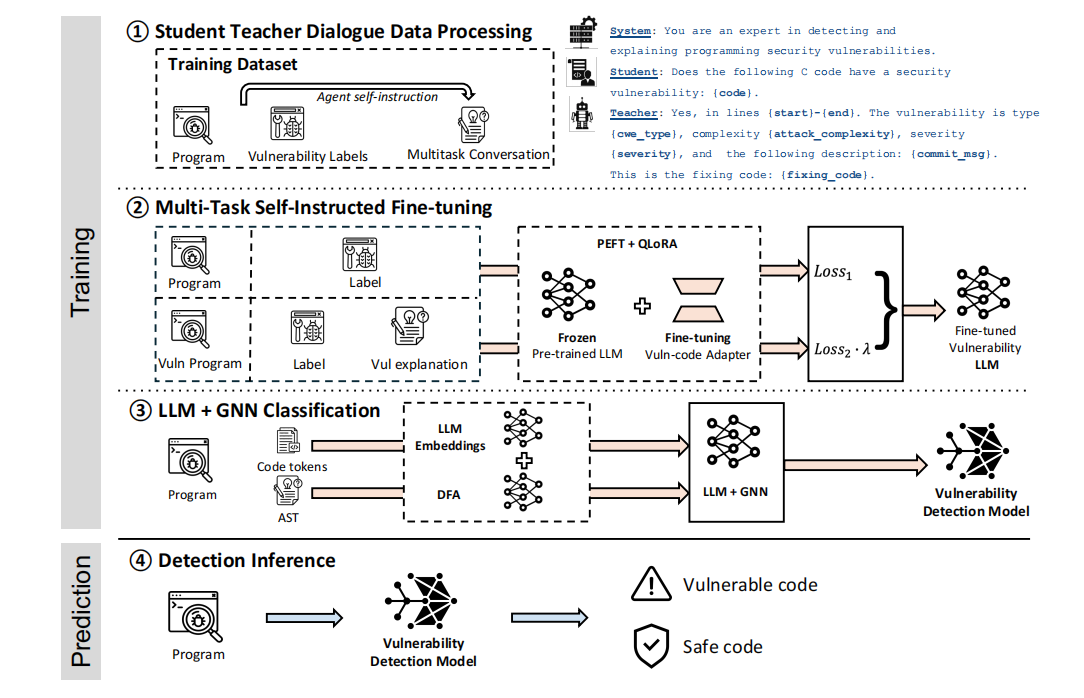 Training
① Student Teacher Dialogue Data Processing
Training Dataset
Agent self-instruction
Program
Vulnerability Labels
Multitask Conversation
System: You are an expert in detecting and
explaining programming security vulnerabilities.
Student: Does the following C code have a security
vulnerability: {code}.
Teacher: Yes, in lines {start}-{end}. The vulnerability is type
{cwe_type}, complexity {attack_complexity}, severity
{severity}, and the following description: {commit_msg}.
This is the fixing code: {fixing_code}.
② Multi-Task Self-Instructed Fine-tuning
Program
Label
Vuln Program
Label
Vul explanation
PEFT + QLoRA
Frozen
Pre-trained LLM
Fine-tuning
Vuln-code Adapter
Loss₁
Loss₂ · λ
}
Fine-tuned
Vulnerability
LLM
③ LLM + GNN Classification
Program
Code tokens
AST
LLM
Embeddings
DFA
LLM + GNN
Vulnerability
Detection Model
Prediction
④ Detection Inference
Program
Vulnerability
Detection Model
Vulnerable code
Safe code